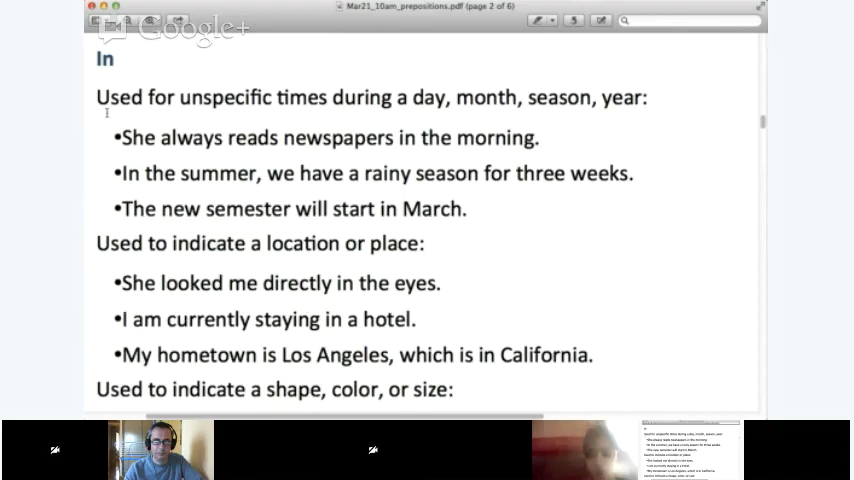 Mar21_10am_prepositions.pdf (page 2 of 6)
Google+
In
Used for unspecific times during a day, month, season, year:
•She always reads newspapers in the morning.
•In the summer, we have a rainy season for three weeks.
•The new semester will start in March.
Used to indicate a location or place:
•She looked me directly in the eyes.
•I am currently staying in a hotel.
•My hometown is Los Angeles, which is in California.
Used to indicate a shape, color, or size: